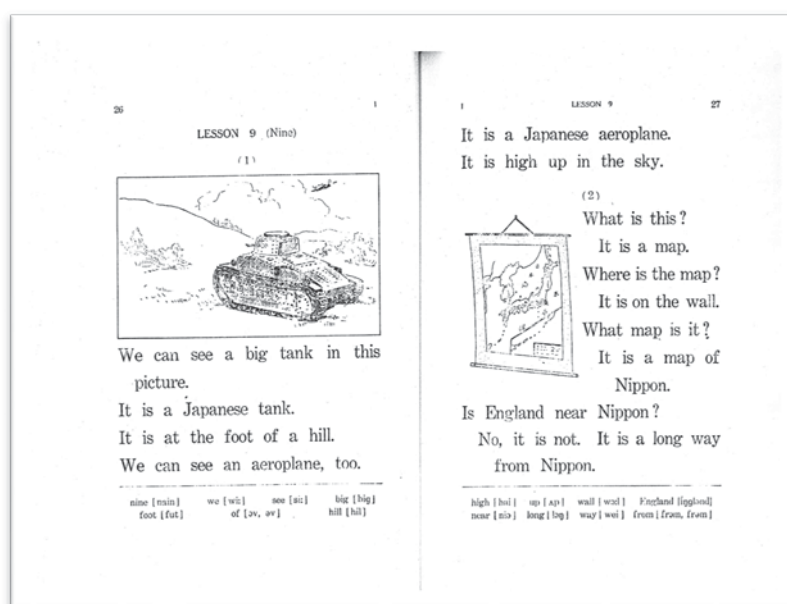 26
I
LESSON 9 (Nine)
(1)
We can see a big tank in this
picture.
It is a Japanese tank.
It is at the foot of a hill.
We can see an aeroplane, too.
nine [nain] we [wiː] see [siː] big [big]
foot [fut] of [ɔv, əv] hill [hil]
I
LESSON 9
27
It is a Japanese aeroplane.
It is high up in the sky.
(2)
What is this?
It is a map.
Where is the map?
It is on the wall.
What map is it?
It is a map of
Nippon.
Is England near Nippon?
No, it is not. It is a long way
from Nippon.
high [hai] up [ʌp] wall [wɔːl] England [iŋglənd]
near [niə] long [lɔŋ] way [wei] from [frɔm, frəm]